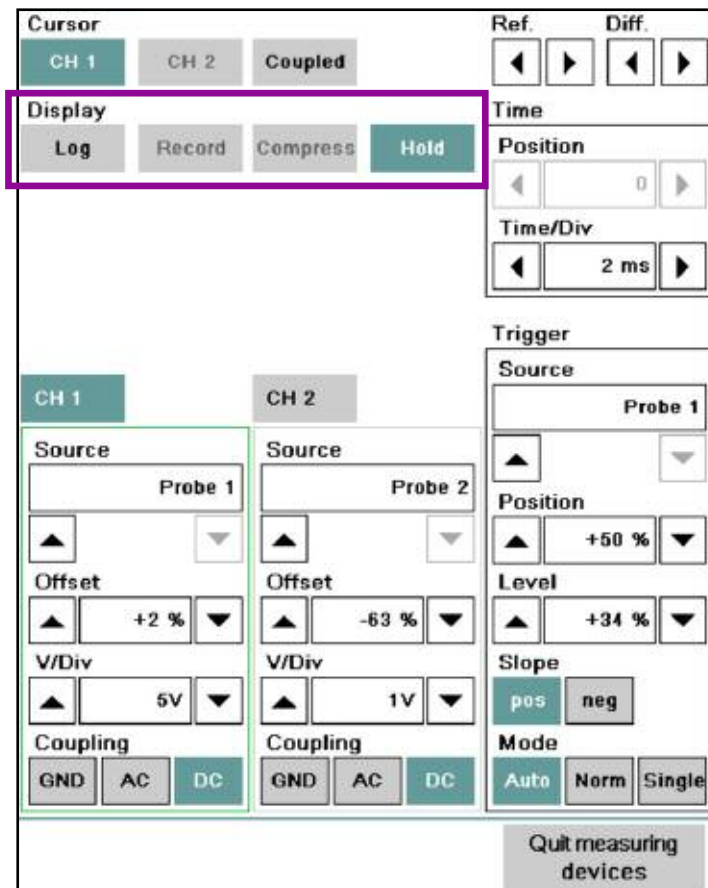 Cursor
CH 1 CH 2 Coupled
Ref. Diff.
Display
Log Record Compress Hold
Time
Position
0
Time/Div
2 ms
Trigger
Source
Probe 1
Position
+50 %
Level
+34 %
Slope
pos neg
Mode
Auto Norm Single
CH 1
Source
Probe 1
Offset
+2 %
V/Div
5V
Coupling
GND AC DC
CH 2
Source
Probe 2
Offset
-63 %
V/Div
1V
Coupling
GND AC DC
Quit measuring
devices